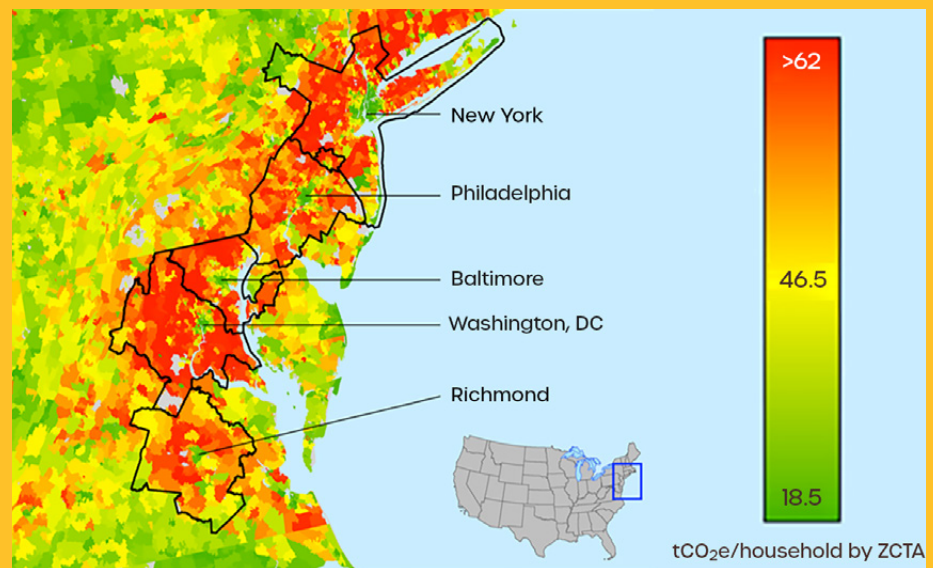 New York
Philadelphia
Baltimore
Washington, DC
Richmond
>62
46.5
18.5
tCO₂e/household by ZCTA